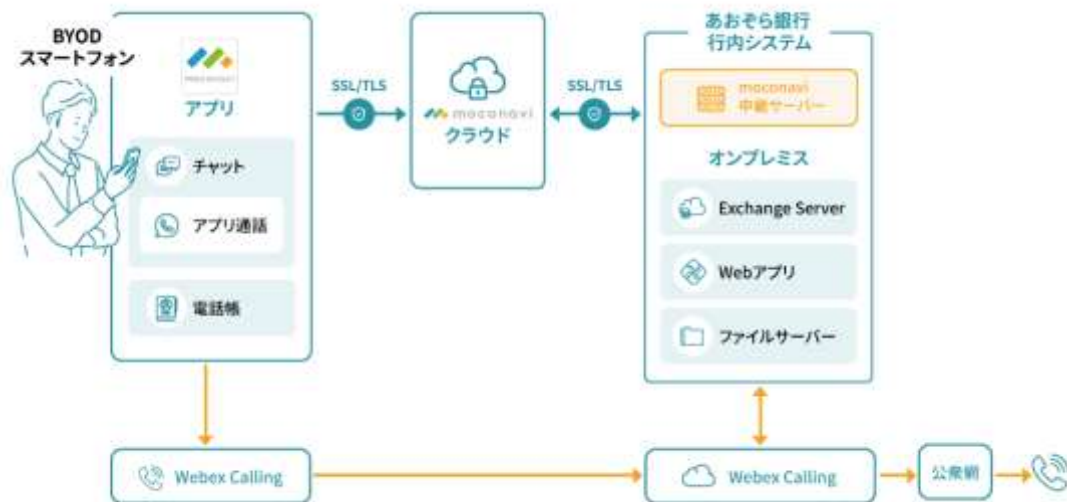 BYOD
スマートフォン
アプリ
チャット
アプリ通話
電話帳
SSL/TLS
moconavi
クラウド
SSL/TLS
あおぞら銀行
行内システム
moconavi
中継サーバー
オンプレミス
Exchange Server
Webアプリ
ファイルサーバー
Webex Calling
Webex Calling
公衆網